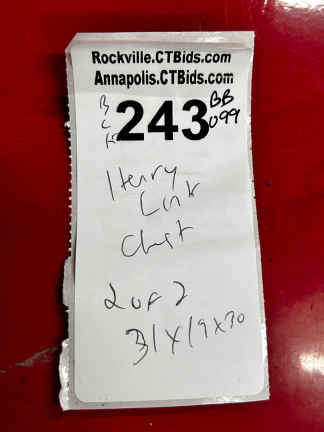 Rockville.CTBids.com
Annapolis.CTBids.com
243 BB
099
Henry
Link
Chest
2 of 2
31x19x30